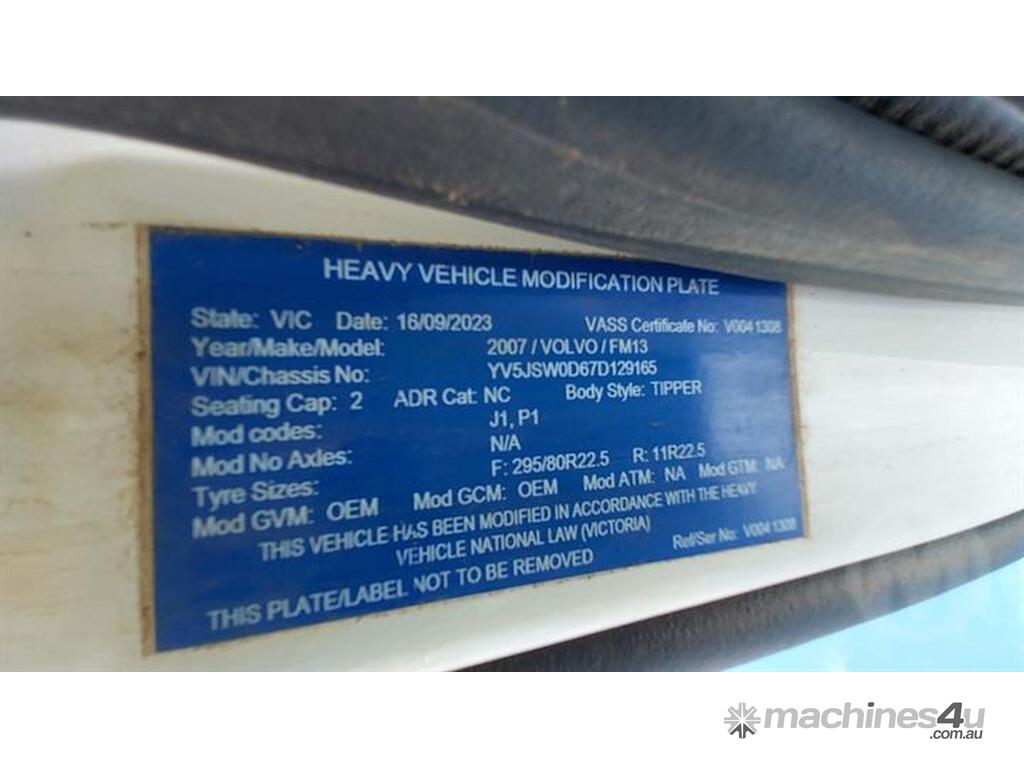 HEAVY VEHICLE MODIFICATION PLATE
State: VIC Date: 16/09/2023 VASS Certificate No: V0041308
Year/Make/Model: 2007 / VOLVO / FM13
VIN/Chassis No: YV5JSW0D67D129165
Seating Cap: 2 ADR Cat: NC Body Style: TIPPER
Mod codes: J1, P1
Mod No Axles: N/A
Tyre Sizes: F: 295/80R22.5 R: 11R22.5
Mod GVM: OEM Mod GCM: OEM Mod ATM: NA Mod GTM: NA
THIS VEHICLE HAS BEEN MODIFIED IN ACCORDANCE WITH THE HEAVY
VEHICLE NATIONAL LAW (VICTORIA)
THIS PLATE/LABEL NOT TO BE REMOVED Ref/Ser No: V0041308
machines4u
.com.au